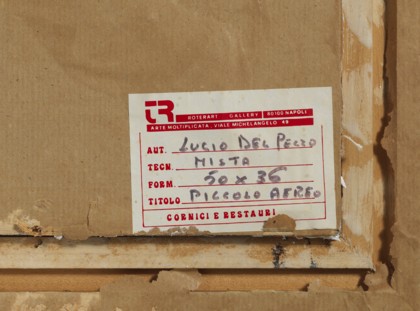 ROTERART GALLERY 80100 NAPOLI
ARTE MOLTIPLICATA . VIALE MICHELANGELO 49
AUT. LUCIO DEL PEZZO
TECN. MISTA
FORM. 50 x 36
TITOLO PICCOLO AEREO
CORNICI E RESTAURI